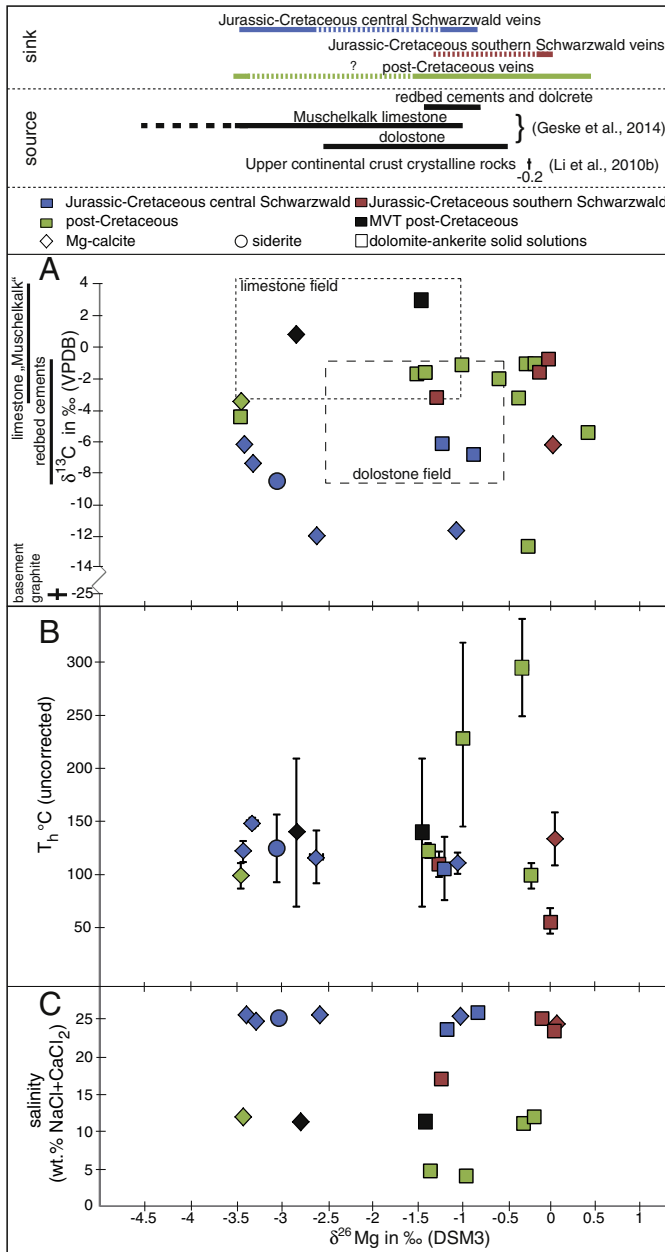 sink
Jurassic-Cretaceous central Schwarzwald veins
Jurassic-Cretaceous southern Schwarzwald veins
? post-Cretaceous veins
source
redbed cements and dolcrete
Muschelkalk limestone
} (Geske et al., 2014)
dolostone
Upper continental crust crystalline rocks (Li et al., 2010b)
-0.2
Jurassic-Cretaceous central Schwarzwald Jurassic-Cretaceous southern Schwarzwald
post-Cretaceous MVT post-Cretaceous
Mg-calcite siderite dolomite-ankerite solid solutions
A
limestone „Muschelkalk“
redbed cements
basement
graphite
δ¹³C in ‰ (VPDB)
4
2
0
-2
-4
-6
-8
-10
-12
-14
-25
limestone field
dolostone field
B
Tₕ °C (uncorrected)
300
250
200
150
100
50
C
salinity
(wt.% NaCl+CaCl₂)
25
20
15
10
5
0
-4.5 -4 -3.5 -3 -2.5 -2 -1.5 -1 -0.5 0 0.5 1
δ²⁶Mg in ‰ (DSM3)